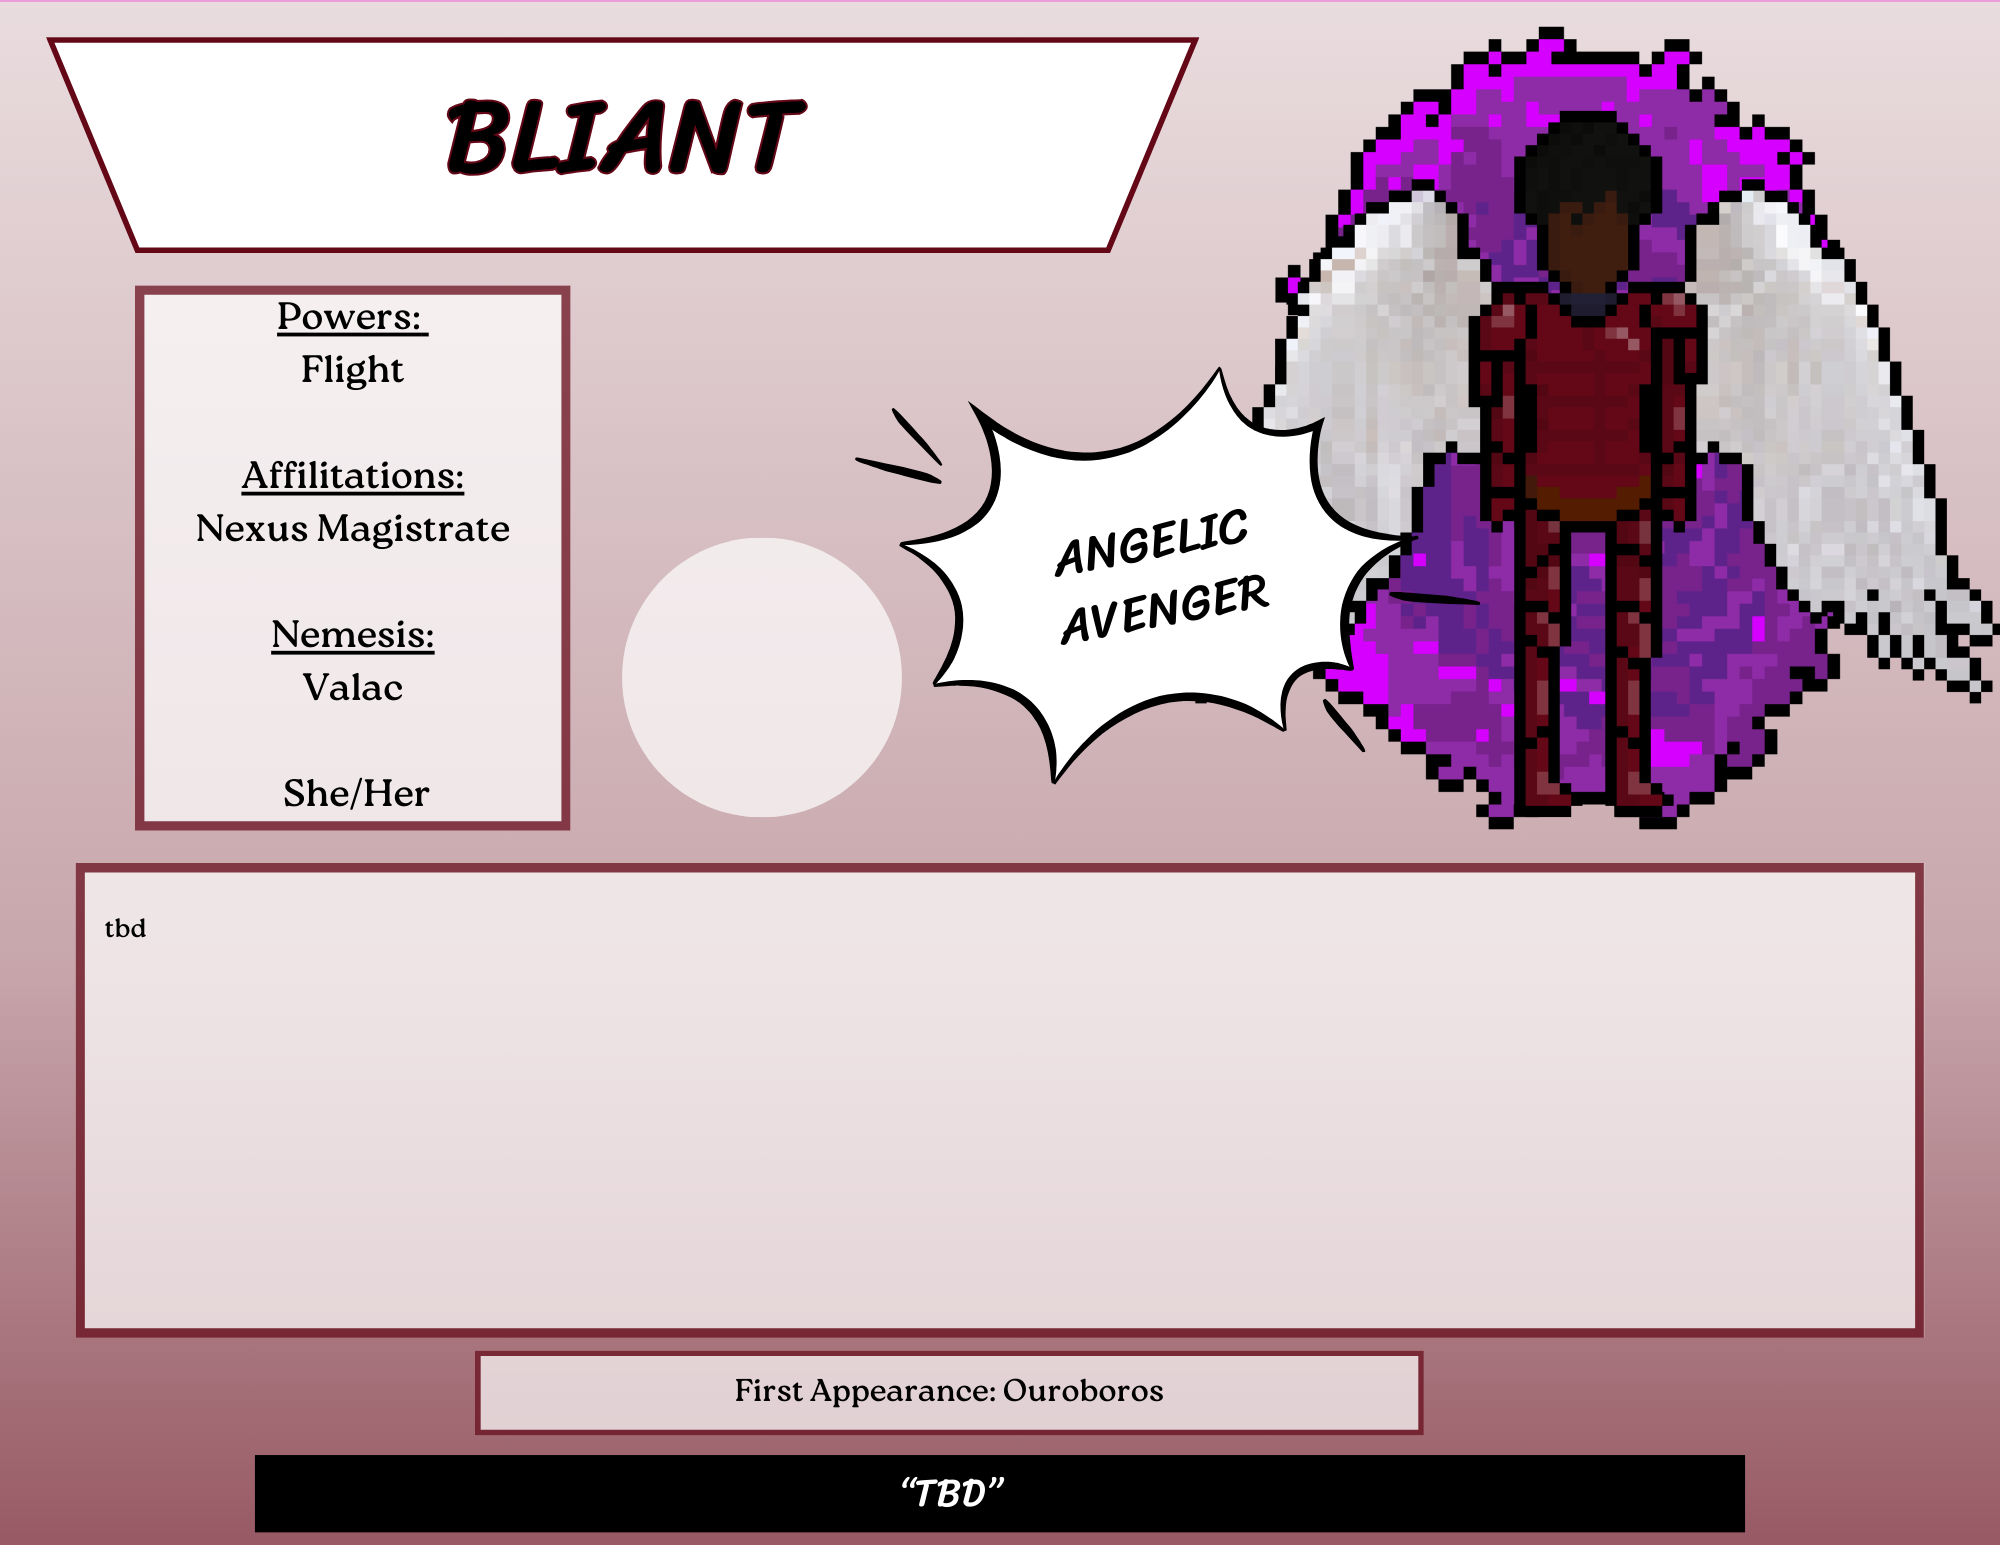 BLIANT
Powers:
Flight
Affilitations:
Nexus Magistrate
Nemesis:
Valac
She/Her
ANGELIC
AVENGER
tbd
First Appearance: Ouroboros
“TBD”